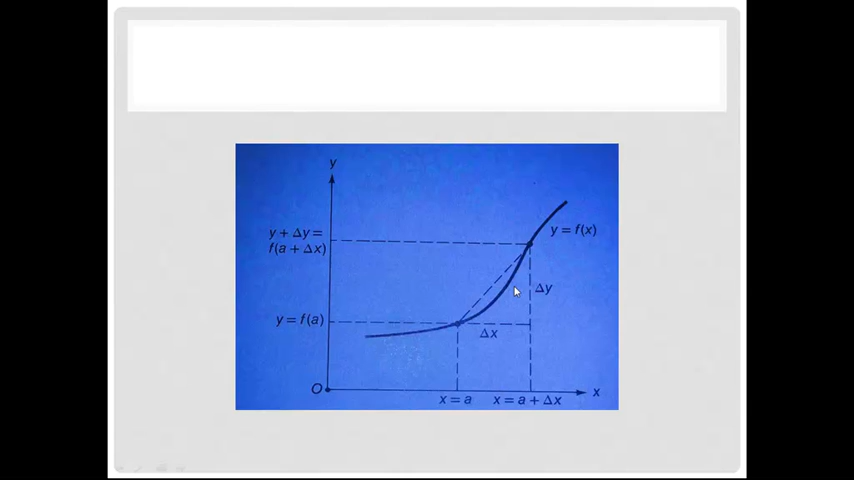 y
y + Δy =
f(a + Δx)
y = f(x)
Δy
y = f(a)
Δx
O
x
x = a
x = a + Δx